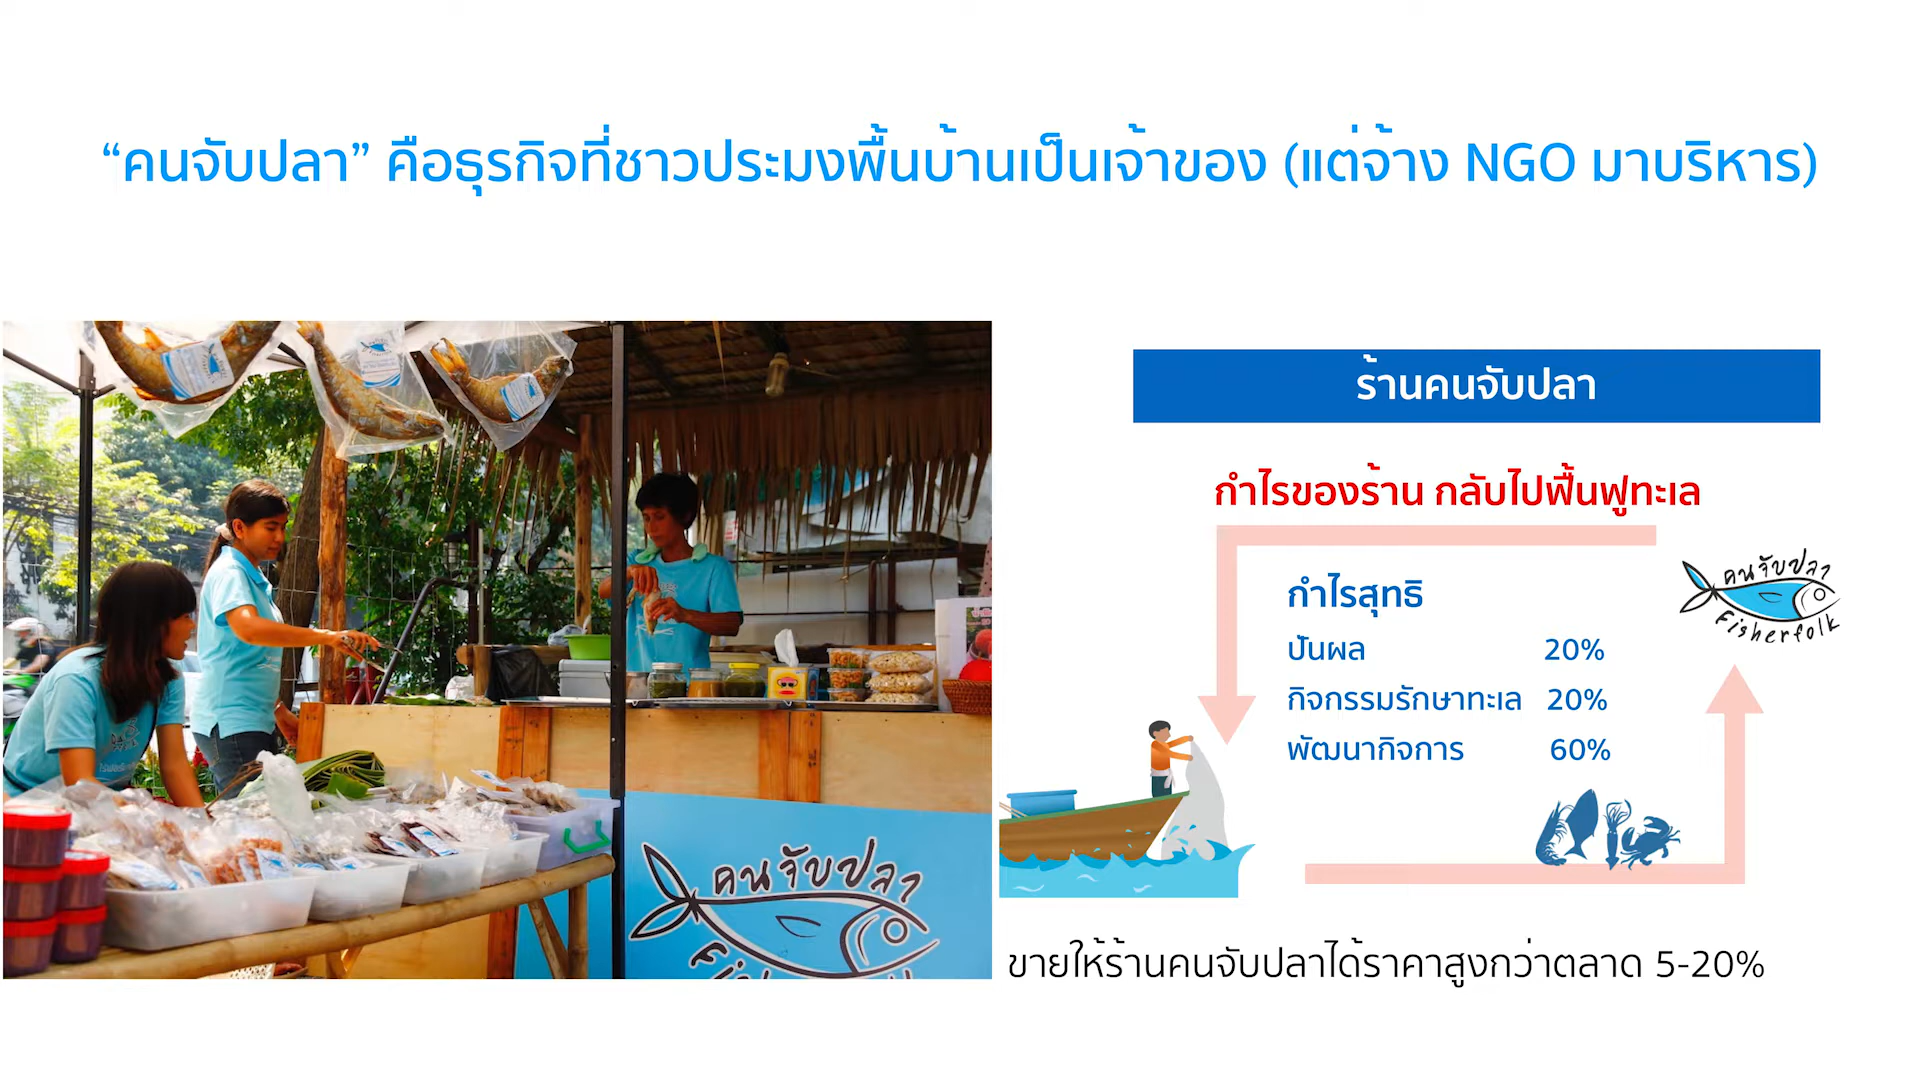 “คนจับปลา” คือธุรกิจที่ชาวประมงพื้นบ้านเป็นเจ้าของ (แต่จ้าง NGO มาบริหาร)
ร้านคนจับปลา
กำไรของร้าน กลับไปฟื้นฟูทะเล
คนจับปลา
Fisherfolk
กำไรสุทธิ
ปันผล 20%
กิจกรรมรักษาทะเล 20%
พัฒนากิจการ 60%
คนจับปลา
ขายให้ร้านคนจับปลาได้ราคาสูงกว่าตลาด 5-20%